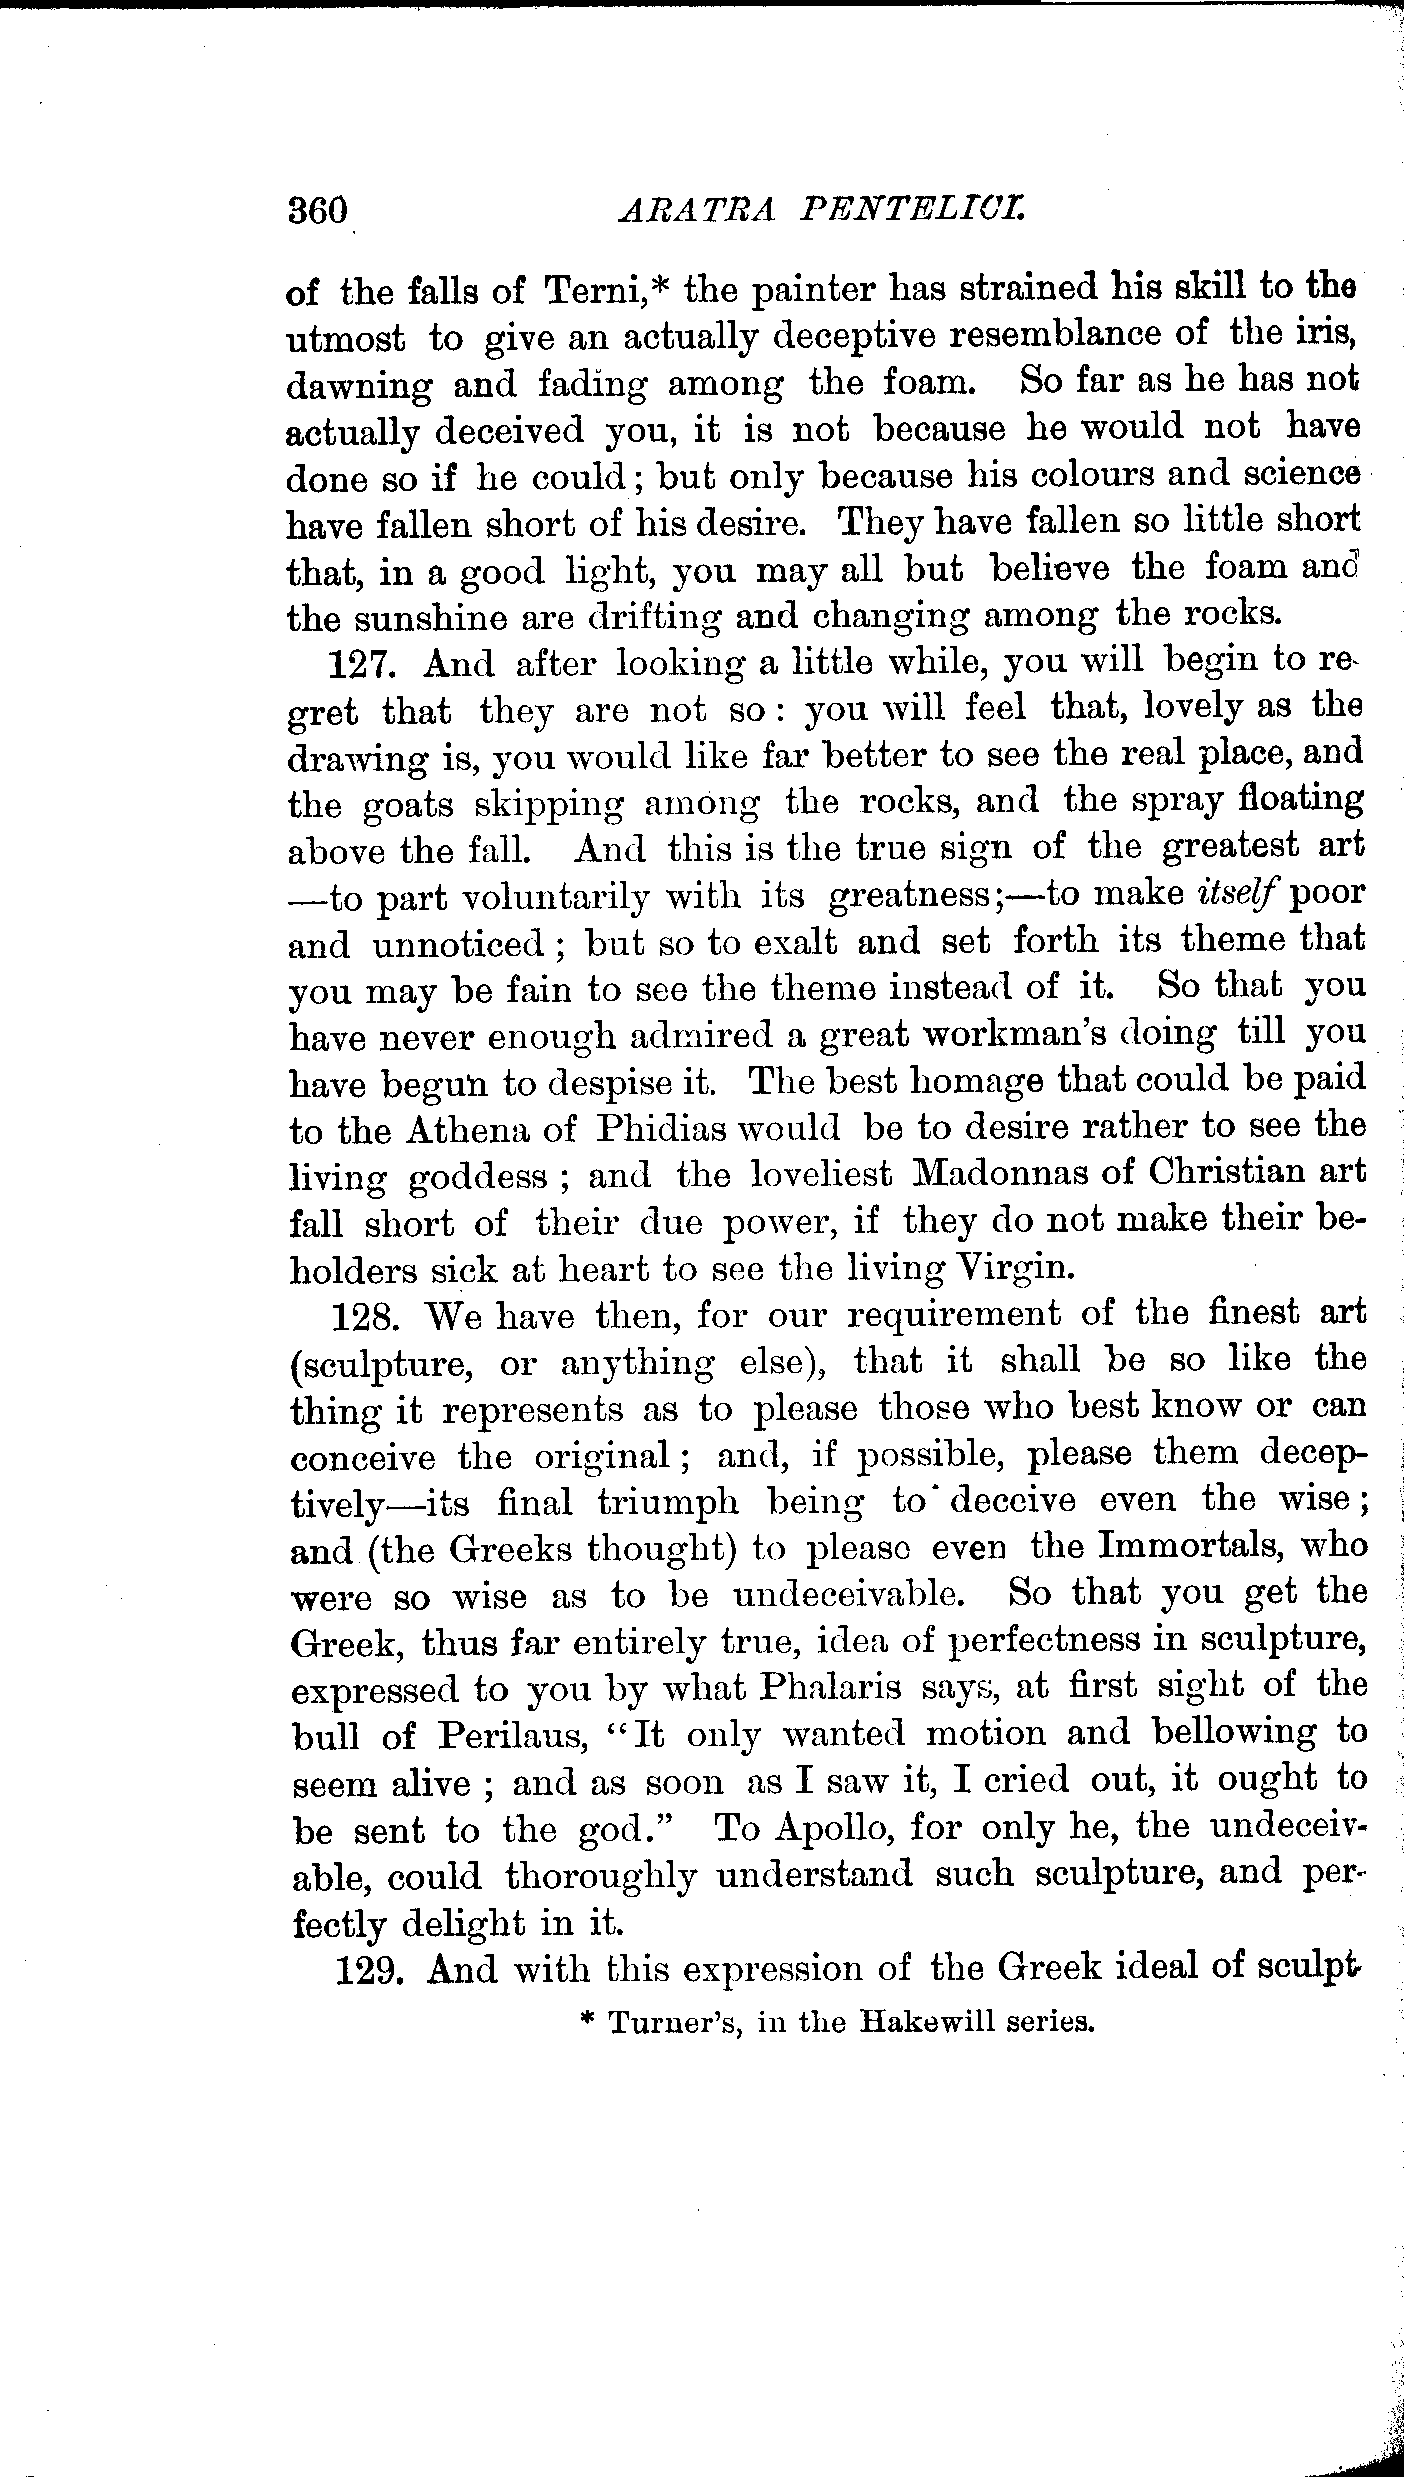 360 ARATRA PENTELICI.
of the falls of Terni,* the painter has strained his skill to the
utmost to give an actually deceptive resemblance of the iris,
dawning and fading among the foam. So far as he has not
actually deceived you, it is not because he would not have
done so if he could; but only because his colours and science
have fallen short of his desire. They have fallen so little short
that, in a good light, you may all but believe the foam and
the sunshine are drifting and changing among the rocks.
127. And after looking a little while, you will begin to re-
gret that they are not so: you will feel that, lovely as the
drawing is, you would like far better to see the real place, and
the goats skipping among the rocks, and the spray floating
above the fall. And this is the true sign of the greatest art
—to part voluntarily with its greatness;—to make itself poor
and unnoticed; but so to exalt and set forth its theme that
you may be fain to see the theme instead of it. So that you
have never enough admired a great workman's doing till you
have begun to despise it. The best homage that could be paid
to the Athena of Phidias would be to desire rather to see the
living goddess; and the loveliest Madonnas of Christian art
fall short of their due power, if they do not make their be-
holders sick at heart to see the living Virgin.
128. We have then, for our requirement of the finest art
(sculpture, or anything else), that it shall be so like the
thing it represents as to please those who best know or can
conceive the original; and, if possible, please them decep-
tively—its final triumph being to deceive even the wise;
and (the Greeks thought) to please even the Immortals, who
were so wise as to be undeceivable. So that you get the
Greek, thus far entirely true, idea of perfectness in sculpture,
expressed to you by what Phalaris says, at first sight of the
bull of Perilaus, "It only wanted motion and bellowing to
seem alive; and as soon as I saw it, I cried out, it ought to
be sent to the god." To Apollo, for only he, the undeceiv-
able, could thoroughly understand such sculpture, and per-
fectly delight in it.
129. And with this expression of the Greek ideal of sculpt-
* Turner's, in the Hakewill series.